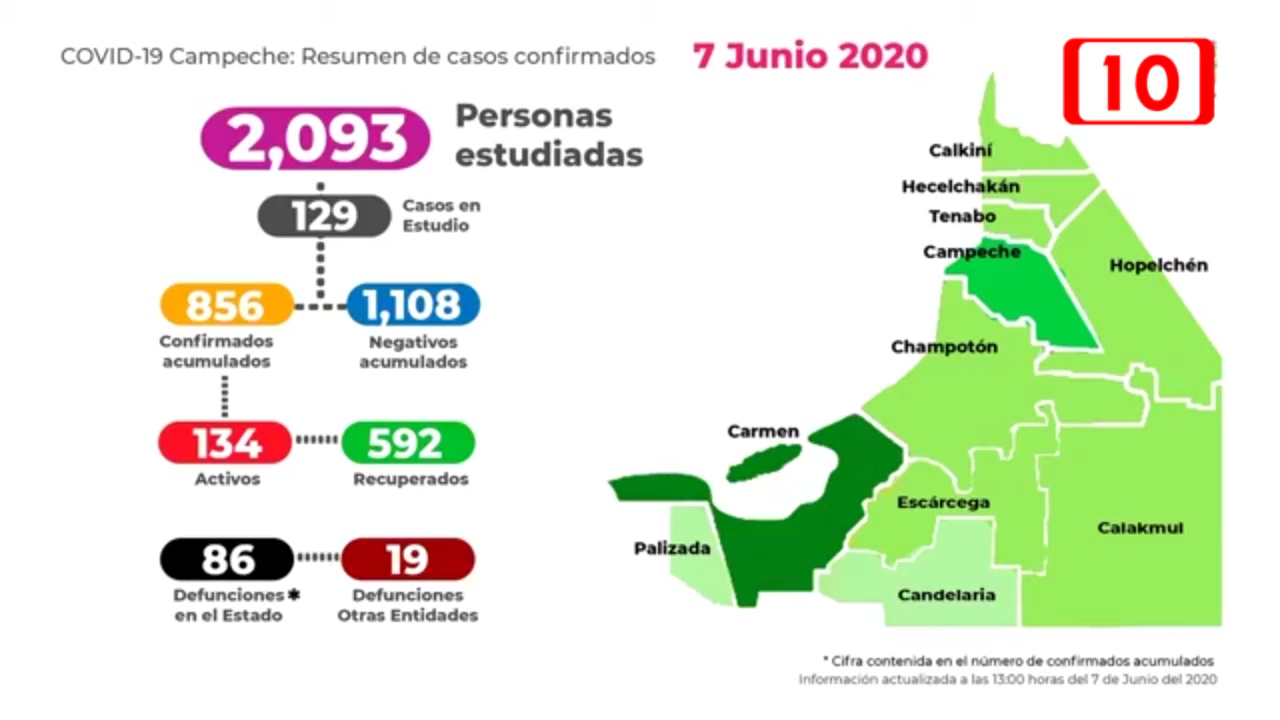 COVID-19 Campeche: Resumen de casos confirmados
7 Junio 2020
10
2,093
Personas
estudiadas
129
Casos en
Estudio
856
Confirmados
acumulados
1,108
Negativos
acumulados
134
Activos
592
Recuperados
86
Defunciones*
en el Estado
19
Defunciones
Otras Entidades
Calkiní
Hecelchakán
Tenabo
Campeche
Hopelchén
Champotón
Carmen
Escárcega
Calakmul
Palizada
Candelaria
* Cifra contenida en el número de confirmados acumulados
Información actualizada a las 13:00 horas del 7 de Junio del 2020